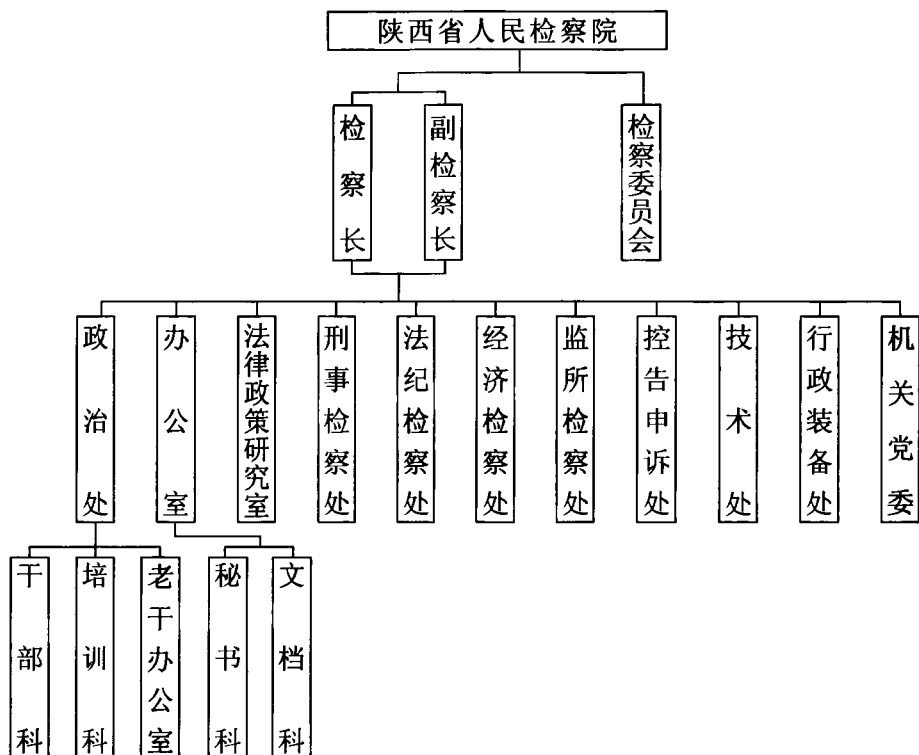 陕西省人民检察院
检察长
副检察长
检察委员会
政治处
办公室
法律政策研究室
刑事检察处
法纪检察处
经济检察处
监所检察处
控告申诉处
技术处
行政装备处
机关党委
干部科
培训科
老干办公室
秘书科
文档科